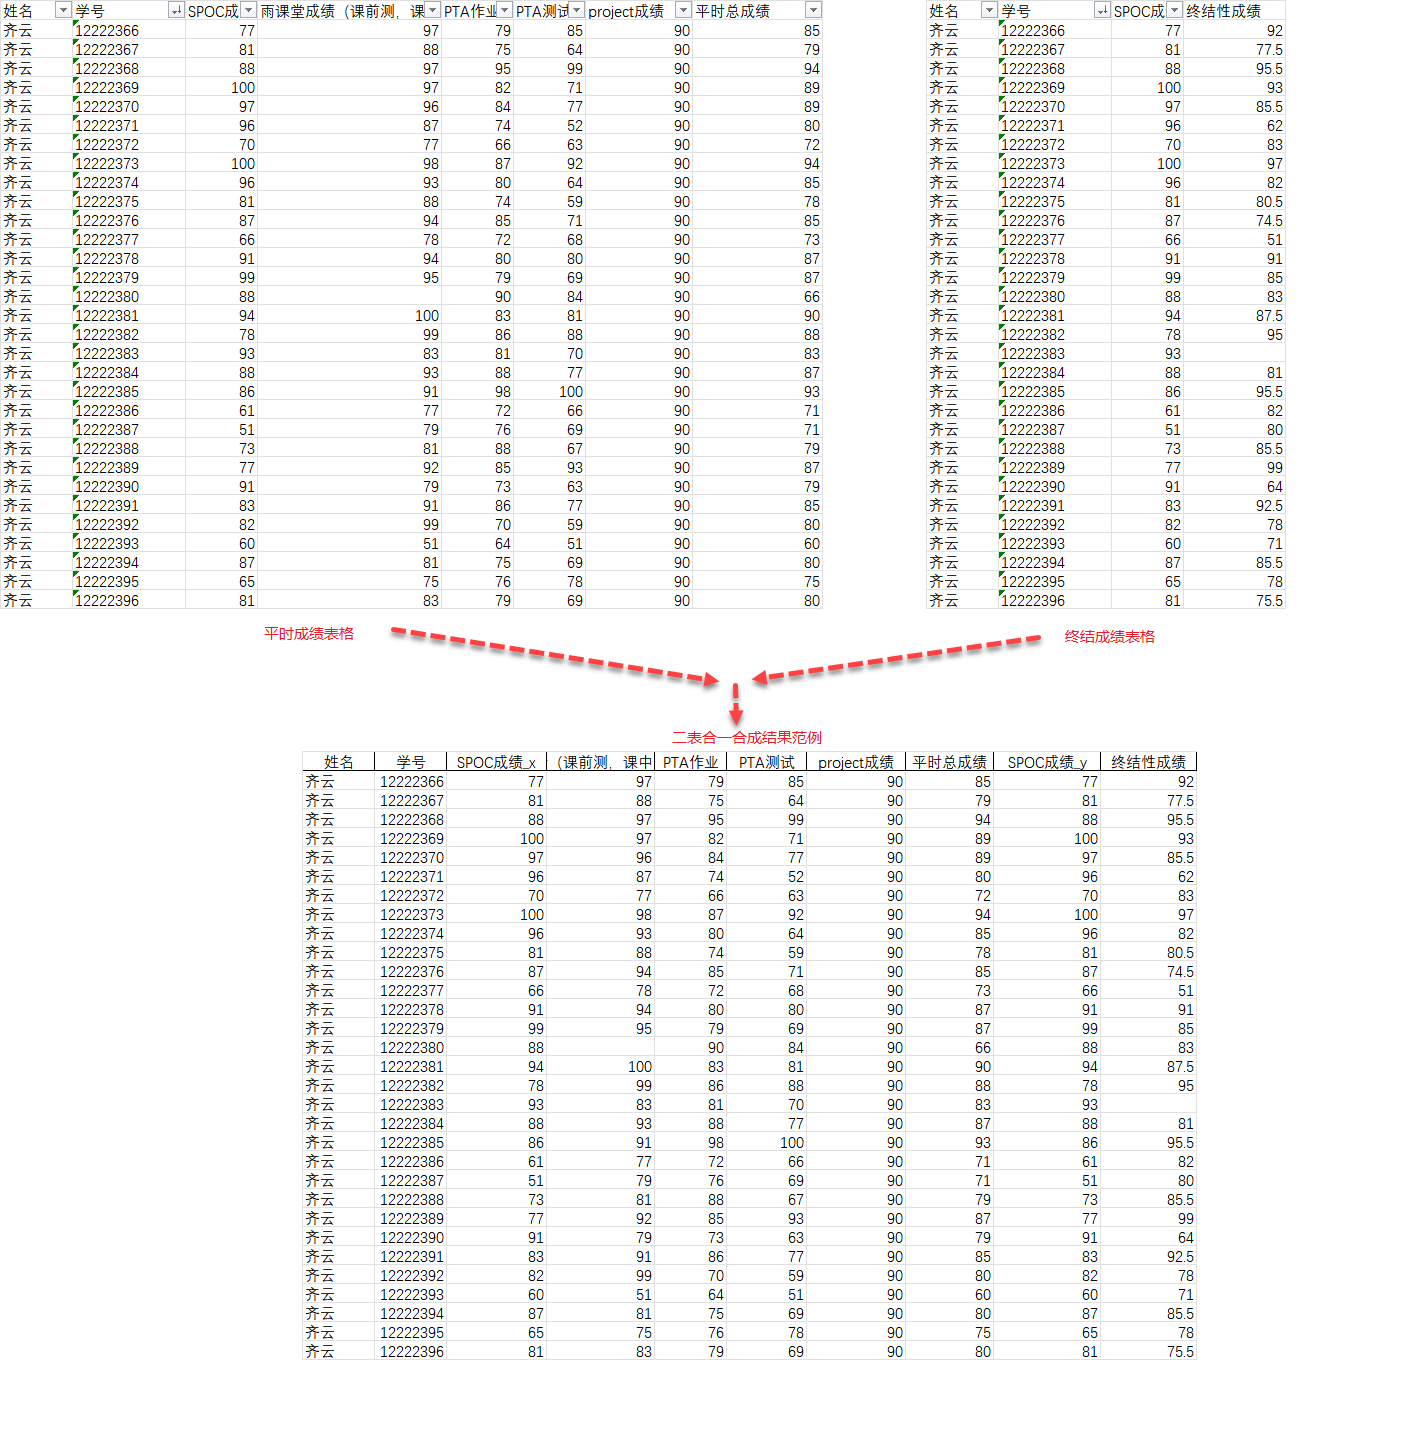 姓名 学号 SPOC成 雨课堂成绩（课前测，课 PTA作业 PTA测试 project成绩 平时总成绩
齐云 12222366 77 97 79 85 90 85
齐云 12222367 81 88 75 64 90 79
齐云 12222368 88 97 95 99 90 94
齐云 12222369 100 97 82 71 90 89
齐云 12222370 97 96 84 77 90 89
齐云 12222371 96 87 74 52 90 80
齐云 12222372 70 77 66 63 90 72
齐云 12222373 100 98 87 92 90 94
齐云 12222374 96 93 80 64 90 85
齐云 12222375 81 88 74 59 90 78
齐云 12222376 87 94 85 71 90 85
齐云 12222377 66 78 72 68 90 73
齐云 12222378 91 94 80 80 90 87
齐云 12222379 99 95 79 69 90 87
齐云 12222380 88 90 84 90 66
齐云 12222381 94 100 83 81 90 90
齐云 12222382 78 99 86 88 90 88
齐云 12222383 93 83 81 70 90 83
齐云 12222384 88 93 88 77 90 87
齐云 12222385 86 91 98 100 90 93
齐云 12222386 61 77 72 66 90 71
齐云 12222387 51 79 76 69 90 71
齐云 12222388 73 81 88 67 90 79
齐云 12222389 77 92 85 93 90 87
齐云 12222390 91 79 73 63 90 79
齐云 12222391 83 91 86 77 90 85
齐云 12222392 82 99 70 59 90 80
齐云 12222393 60 51 64 51 90 60
齐云 12222394 87 81 75 69 90 80
齐云 12222395 65 75 76 78 90 75
齐云 12222396 81 83 79 69 90 80
平时成绩表格
姓名 学号 SPOC成 终结性成绩
齐云 12222366 77 92
齐云 12222367 81 77.5
齐云 12222368 88 95.5
齐云 12222369 100 93
齐云 12222370 97 85.5
齐云 12222371 96 62
齐云 12222372 70 83
齐云 12222373 100 97
齐云 12222374 96 82
齐云 12222375 81 80.5
齐云 12222376 87 74.5
齐云 12222377 66 51
齐云 12222378 91 91
齐云 12222379 99 85
齐云 12222380 88 83
齐云 12222381 94 87.5
齐云 12222382 78 95
齐云 12222383 93
齐云 12222384 88 81
齐云 12222385 86 95.5
齐云 12222386 61 82
齐云 12222387 51 80
齐云 12222388 73 85.5
齐云 12222389 77 99
齐云 12222390 91 64
齐云 12222391 83 92.5
齐云 12222392 82 78
齐云 12222393 60 71
齐云 12222394 87 85.5
齐云 12222395 65 78
齐云 12222396 81 75.5
终结成绩表格
二表合一合成结果范例
姓名 学号 SPOC成绩_x （课前测，课中 PTA作业 PTA测试 project成绩 平时总成绩 SPOC成绩_y 终结性成绩
齐云 12222366 77 97 79 85 90 85 77 92
齐云 12222367 81 88 75 64 90 79 81 77.5
齐云 12222368 88 97 95 99 90 94 88 95.5
齐云 12222369 100 97 82 71 90 89 100 93
齐云 12222370 97 96 84 77 90 89 97 85.5
齐云 12222371 96 87 74 52 90 80 96 62
齐云 12222372 70 77 66 63 90 72 70 83
齐云 12222373 100 98 87 92 90 94 100 97
齐云 12222374 96 93 80 64 90 85 96 82
齐云 12222375 81 88 74 59 90 78 81 80.5
齐云 12222376 87 94 85 71 90 85 87 74.5
齐云 12222377 66 78 72 68 90 73 66 51
齐云 12222378 91 94 80 80 90 87 91 91
齐云 12222379 99 95 79 69 90 87 99 85
齐云 12222380 88 90 84 90 66 88 83
齐云 12222381 94 100 83 81 90 90 94 87.5
齐云 12222382 78 99 86 88 90 88 78 95
齐云 12222383 93 83 81 70 90 83 93
齐云 12222384 88 93 88 77 90 87 88 81
齐云 12222385 86 91 98 100 90 93 86 95.5
齐云 12222386 61 77 72 66 90 71 61 82
齐云 12222387 51 79 76 69 90 71 51 80
齐云 12222388 73 81 88 67 90 79 73 85.5
齐云 12222389 77 92 85 93 90 87 77 99
齐云 12222390 91 79 73 63 90 79 91 64
齐云 12222391 83 91 86 77 90 85 83 92.5
齐云 12222392 82 99 70 59 90 80 82 78
齐云 12222393 60 51 64 51 90 60 60 71
齐云 12222394 87 81 75 69 90 80 87 85.5
齐云 12222395 65 75 76 78 90 75 65 78
齐云 12222396 81 83 79 69 90 80 81 75.5